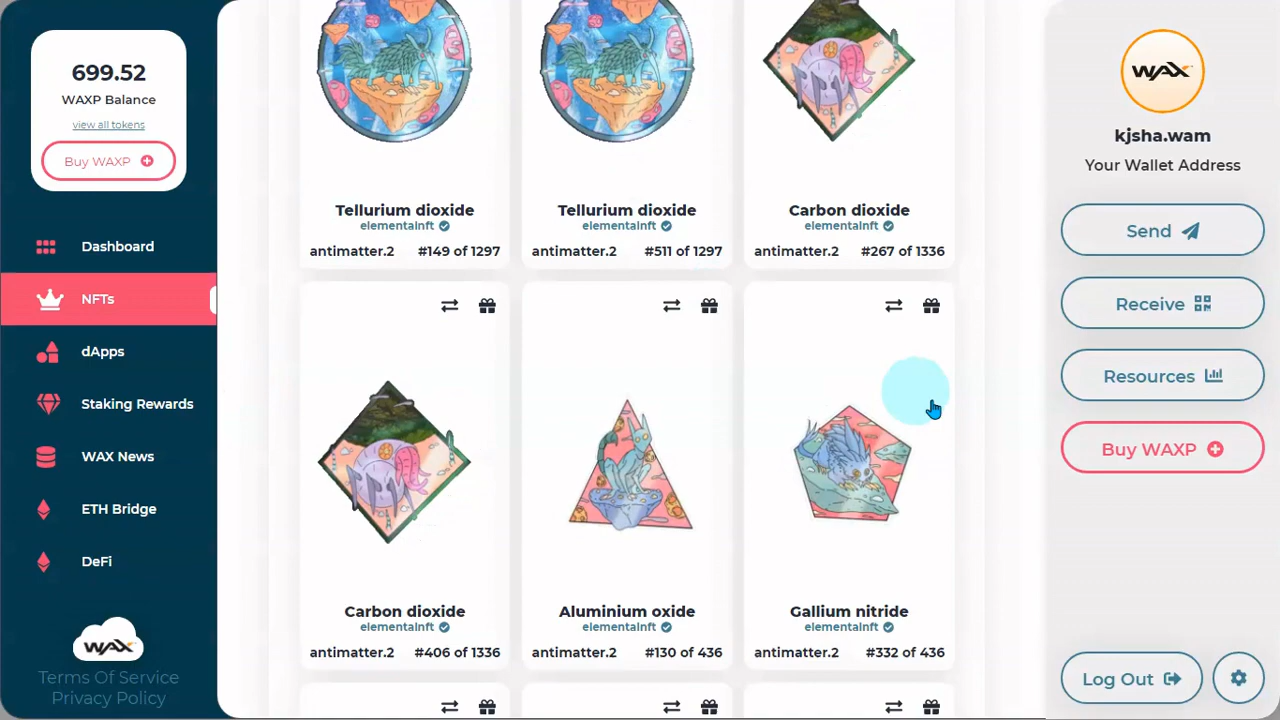 699.52
WAXP Balance
view all tokens
Buy WAXP
Dashboard
NFTs
dApps
Staking Rewards
WAX News
ETH Bridge
DeFi
WAX
Terms Of Service
Privacy Policy
Tellurium dioxide
elementalnft
antimatter.2 #149 of 1297
Tellurium dioxide
elementalnft
antimatter.2 #511 of 1297
Carbon dioxide
elementalnft
antimatter.2 #267 of 1336
Carbon dioxide
elementalnft
antimatter.2 #406 of 1336
Aluminium oxide
elementalnft
antimatter.2 #130 of 436
Gallium nitride
elementalnft
antimatter.2 #332 of 436
WAX
kjsha.wam
Your Wallet Address
Send
Receive
Resources
Buy WAXP
Log Out